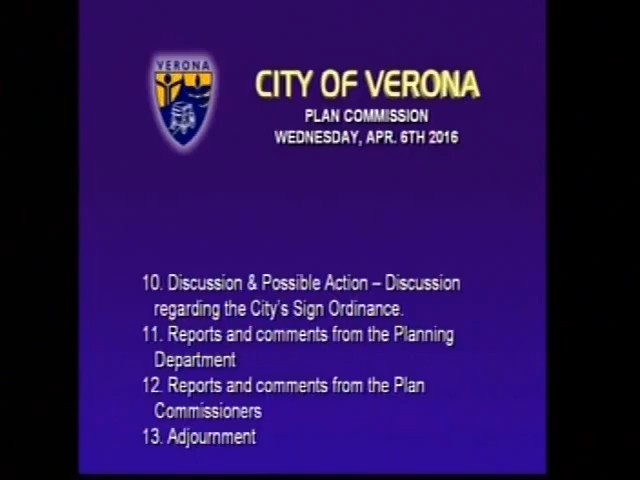 VERONA
CITY OF VERONA
PLAN COMMISSION
WEDNESDAY, APR. 6TH 2016
10. Discussion & Possible Action – Discussion
regarding the City's Sign Ordinance.
11. Reports and comments from the Planning
Department
12. Reports and comments from the Plan
Commissioners
13. Adjournment